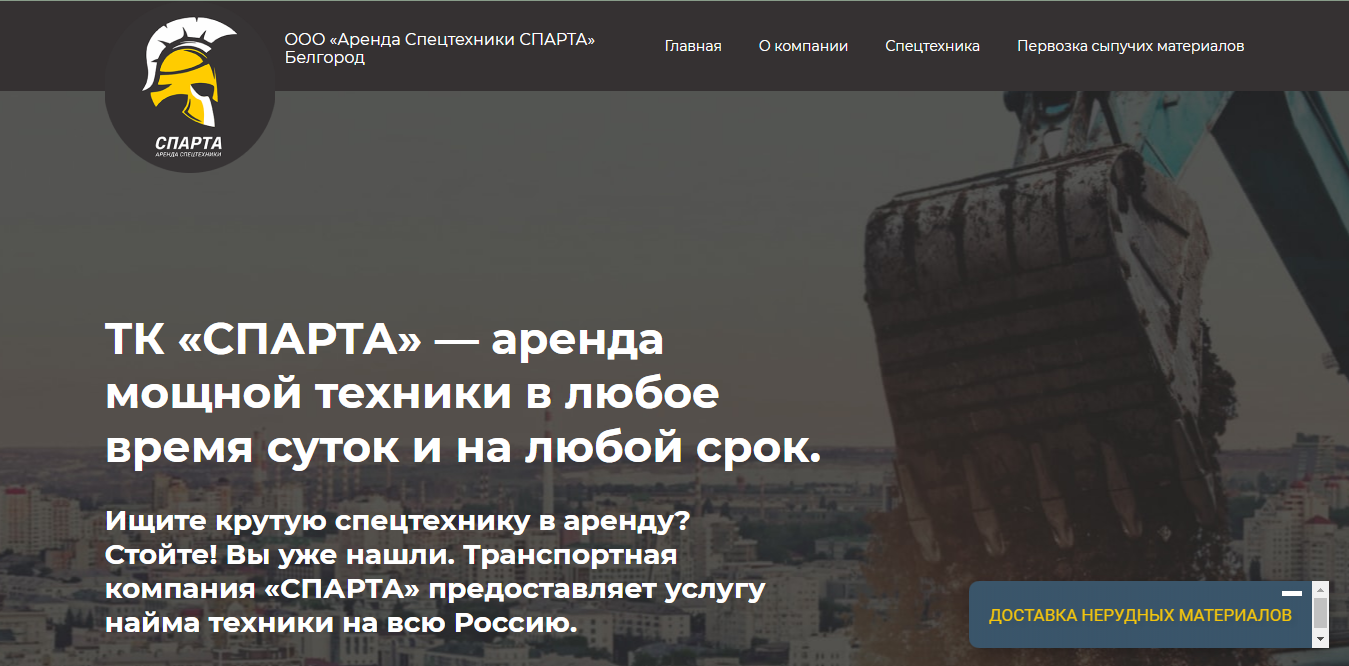 СПАРТА
АРЕНДА СПЕЦТЕХНИКИ
ООО «Аренда Спецтехники СПАРТА»
Белгород
Главная
О компании
Спецтехника
Первозка сыпучих материалов
ТК «СПАРТА» — аренда
мощной техники в любое
время суток и на любой срок.
Ищите крутую спецтехнику в аренду?
Стойте! Вы уже нашли. Транспортная
компания «СПАРТА» предоставляет услугу
найма техники на всю Россию.
ДОСТАВКА НЕРУДНЫХ МАТЕРИАЛОВ